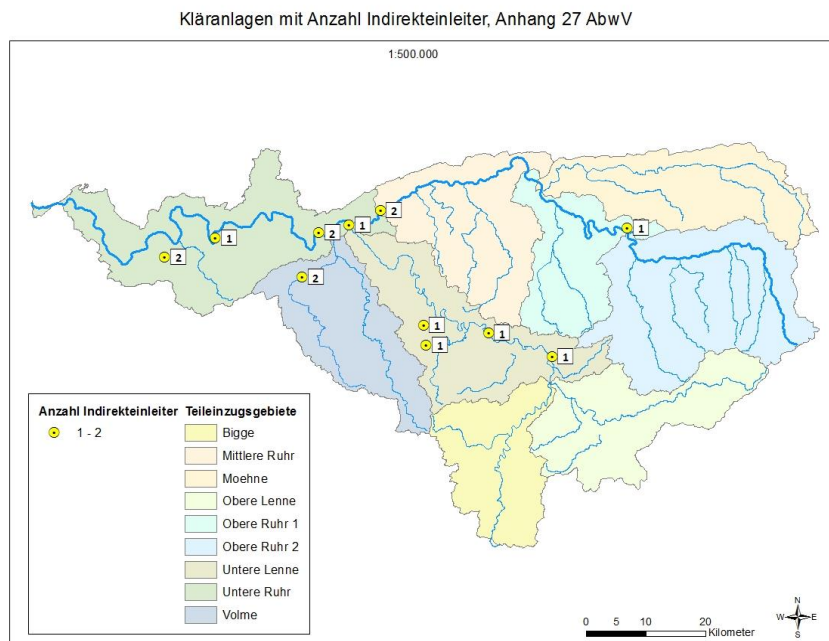 Kläranlagen mit Anzahl Indirekteinleiter, Anhang 27 AbwV
1:500.000
2
1
2
1
2
1
2
1
1
1
1
Anzahl Indirekteinleiter
1 - 2
Teileinzugsgebiete
Bigge
Mittlere Ruhr
Moehne
Obere Lenne
Obere Ruhr 1
Obere Ruhr 2
Untere Lenne
Untere Ruhr
Volme
N
W E
S
0 5 10 20
Kilometer